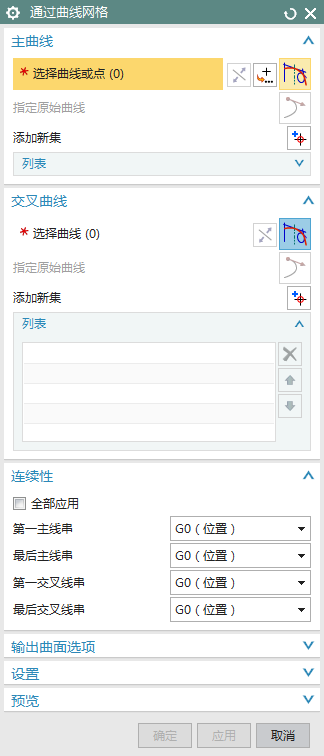 通过曲线网格
主曲线
* 选择曲线或点 (0)
指定原始曲线
添加新集
列表
交叉曲线
* 选择曲线 (0)
指定原始曲线
添加新集
列表
连续性
全部应用
第一主线串 G0（位置）
最后主线串 G0（位置）
第一交叉线串 G0（位置）
最后交叉线串 G0（位置）
输出曲面选项
设置
预览
确定 应用 取消